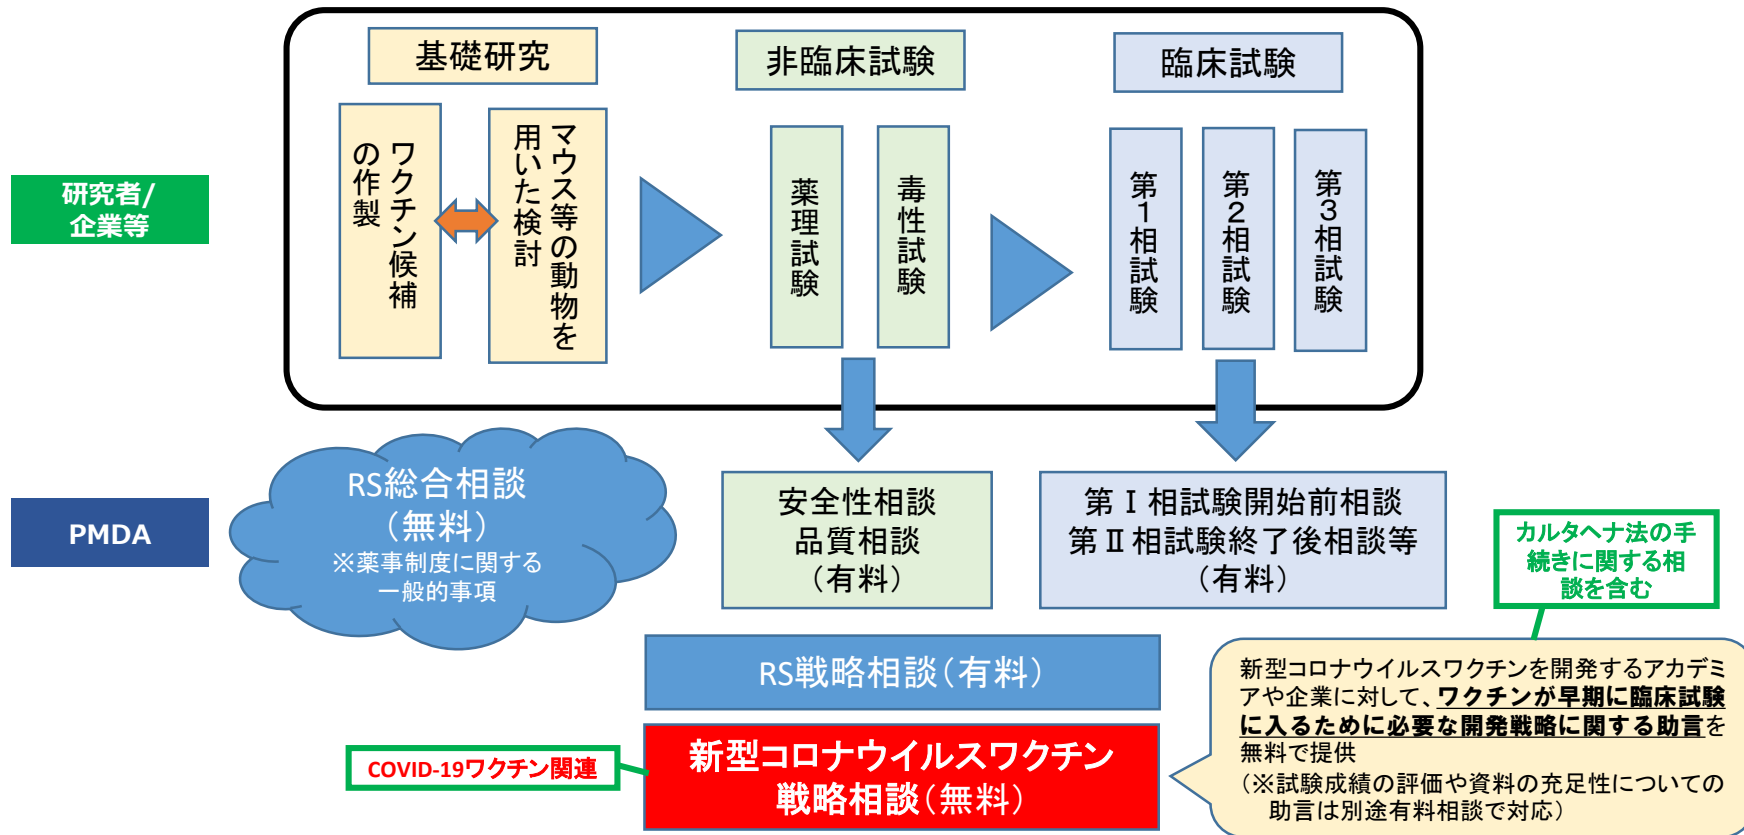 基礎研究
非臨床試験
臨床試験
研究者/
企業等
ワクチン候補
の作製
マウス等の動物を
用いた検討
薬理試験
毒性試験
第1相試験
第2相試験
第3相試験
PMDA
RS総合相談
（無料）
※薬事制度に関する
一般的事項
安全性相談
品質相談
（有料）
第Ⅰ相試験開始前相談
第Ⅱ相試験終了後相談等
（有料）
カルタヘナ法の手
続きに関する相
談を含む
RS戦略相談（有料）
新型コロナウイルスワクチンを開発するアカデミ
アや企業に対して、ワクチンが早期に臨床試験
に入るために必要な開発戦略に関する助言を
無料で提供
（※試験成績の評価や資料の充足性についての
助言は別途有料相談で対応）
COVID-19ワクチン関連
新型コロナウイルスワクチン
戦略相談（無料）